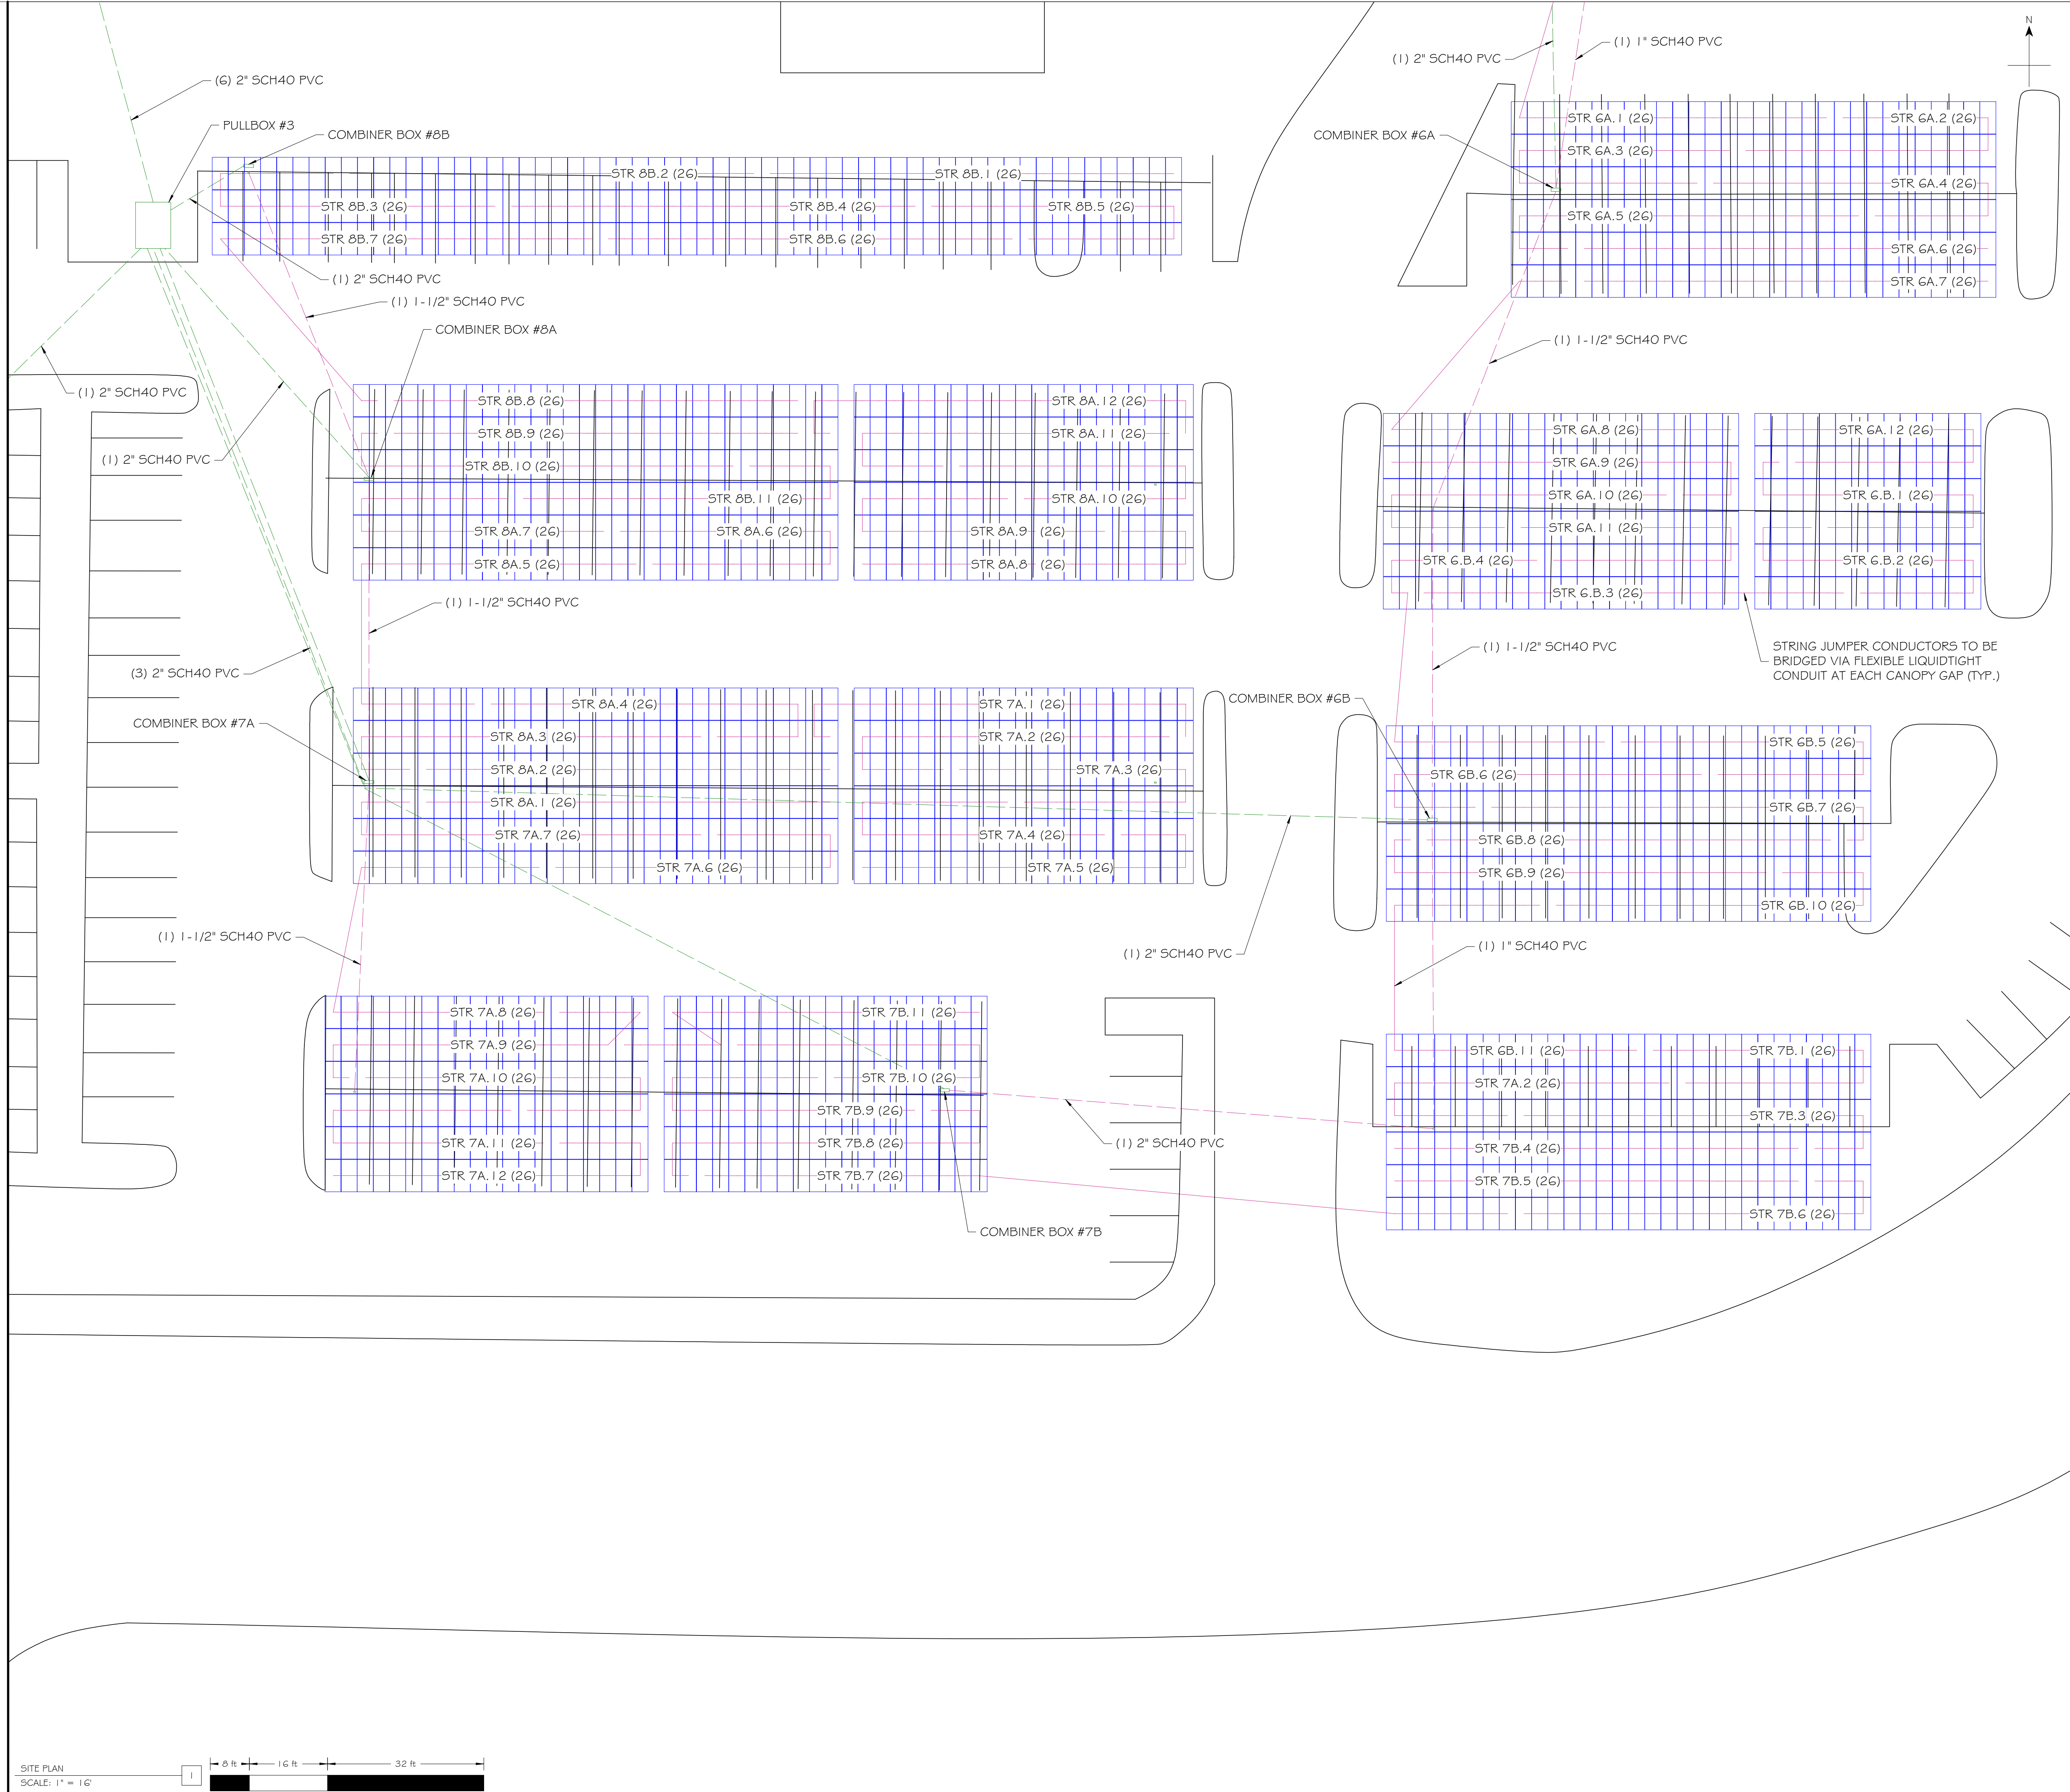 N
(1) 1" SCH40 PVC
(1) 2" SCH40 PVC
(6) 2" SCH40 PVC
PULLBOX #3
COMBINER BOX #8B
COMBINER BOX #6A
STR 6A.1 (26)
STR 6A.2 (26)
STR 6A.3 (26)
STR 6A.4 (26)
STR 6A.5 (26)
STR 6A.6 (26)
STR 6A.7 (26)
STR 8B.2 (26)
STR 8B.1 (26)
STR 8B.3 (26)
STR 8B.4 (26)
STR 8B.5 (26)
STR 8B.7 (26)
STR 8B.6 (26)
(1) 2" SCH40 PVC
(1) 1-1/2" SCH40 PVC
COMBINER BOX #8A
(1) 1-1/2" SCH40 PVC
(1) 2" SCH40 PVC
(1) 2" SCH40 PVC
STR 8B.8 (26)
STR 8A.12 (26)
STR 8B.9 (26)
STR 8A.11 (26)
STR 8B.10 (26)
STR 8B.11 (26)
STR 8A.10 (26)
STR 8A.7 (26)
STR 8A.6 (26)
STR 8A.9 (26)
STR 8A.5 (26)
STR 8A.8 (26)
STR 6A.8 (26)
STR 6A.12 (26)
STR 6A.9 (26)
STR 6A.10 (26)
STR 6.B.1 (26)
STR 6A.11 (26)
STR 6.B.4 (26)
STR 6.B.2 (26)
STR 6.B.3 (26)
(1) 1-1/2" SCH40 PVC
(1) 1-1/2" SCH40 PVC
STRING JUMPER CONDUCTORS TO BE
BRIDGED VIA FLEXIBLE LIQUIDTIGHT
CONDUIT AT EACH CANOPY GAP (TYP.)
(3) 2" SCH40 PVC
COMBINER BOX #7A
COMBINER BOX #6B
STR 8A.4 (26)
STR 7A.1 (26)
STR 8A.3 (26)
STR 7A.2 (26)
STR 8A.2 (26)
STR 7A.3 (26)
STR 8A.1 (26)
STR 7A.7 (26)
STR 7A.4 (26)
STR 7A.6 (26)
STR 7A.5 (26)
STR 6B.5 (26)
STR 6B.6 (26)
STR 6B.7 (26)
STR 6B.8 (26)
STR 6B.9 (26)
STR 6B.10 (26)
(1) 1-1/2" SCH40 PVC
(1) 2" SCH40 PVC
(1) 1" SCH40 PVC
STR 7A.8 (26)
STR 7B.11 (26)
STR 7A.9 (26)
STR 7A.10 (26)
STR 7B.10 (26)
STR 7B.9 (26)
STR 7A.11 (26)
STR 7B.8 (26)
STR 7A.12 (26)
STR 7B.7 (26)
STR 6B.11 (26)
STR 7B.1 (26)
STR 7A.2 (26)
STR 7B.3 (26)
STR 7B.4 (26)
STR 7B.5 (26)
STR 7B.6 (26)
(1) 2" SCH40 PVC
COMBINER BOX #7B
SITE PLAN
SCALE: 1" = 16'
1
8 ft
16 ft
32 ft